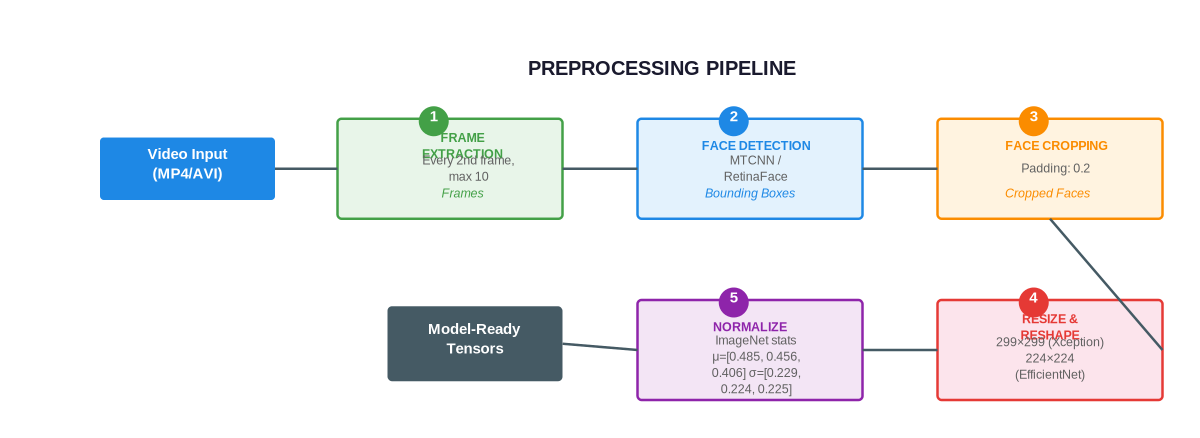 PREPROCESSING PIPELINE
Video Input
(MP4/AVI)
1
FRAME
EXTRACTION
Every 2nd frame,
max 10
Frames
2
FACE DETECTION
MTCNN /
RetinaFace
Bounding Boxes
3
FACE CROPPING
Padding: 0.2
Cropped Faces
4
RESIZE &
RESHAPE
299×299 (Xception)
224×224
(EfficientNet)
5
NORMALIZE
ImageNet stats
μ=[0.485, 0.456,
0.406] σ=[0.229,
0.224, 0.225]
Model-Ready
Tensors